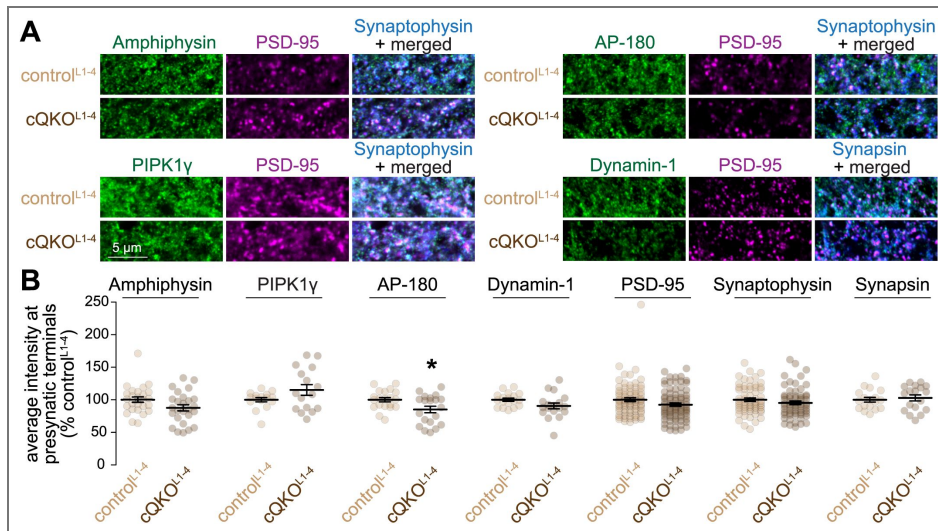 A
Amphiphysin PSD-95 Synaptophysin + merged
control^L1-4
cQKO^L1-4
AP-180 PSD-95 Synaptophysin + merged
control^L1-4
cQKO^L1-4
PIPK1γ PSD-95 Synaptophysin + merged
control^L1-4
cQKO^L1-4
5 µm
Dynamin-1 PSD-95 Synapsin + merged
control^L1-4
cQKO^L1-4
B
Amphiphysin PIPK1γ AP-180 Dynamin-1 PSD-95 Synaptophysin Synapsin
average intensity at
presynatic terminals
(% control^L1-4)
250
200
150
100
50
0
*
control^L1-4 cQKO^L1-4 control^L1-4 cQKO^L1-4 control^L1-4 cQKO^L1-4 control^L1-4 cQKO^L1-4 control^L1-4 cQKO^L1-4 control^L1-4 cQKO^L1-4 control^L1-4 cQKO^L1-4